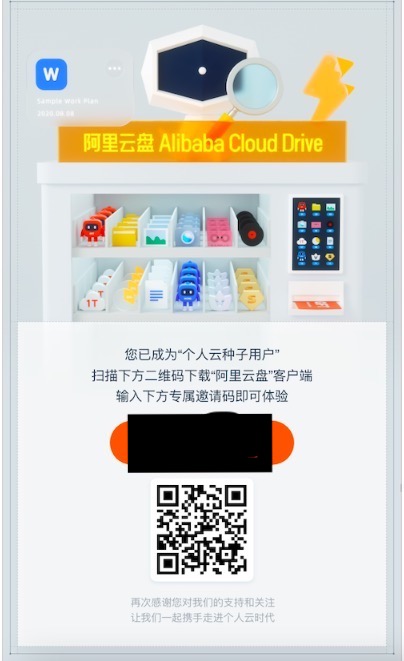 W
Sample Work Plan
2020.08.08
阿里云盘 Alibaba Cloud Drive
1T
您已成为“个人云种子用户”
扫描下方二维码下载“阿里云盘”客户端
输入下方专属邀请码即可体验
再次感谢您对我们的支持和关注
让我们一起携手走进个人云时代